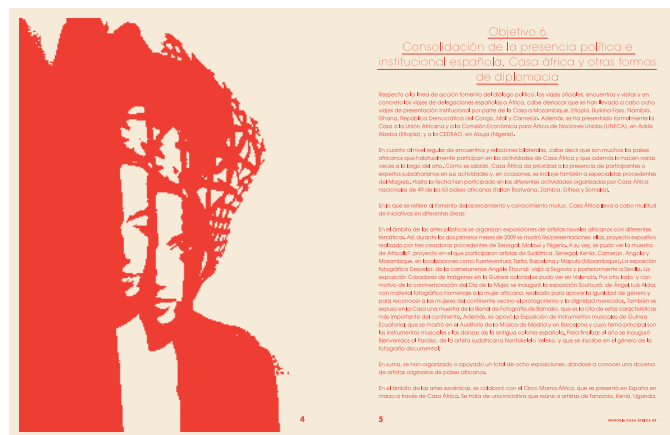 Objetivo 6
Consolidación de la presencia política e
institucional española. Casa áfrica y otras formas
de diplomacia
Respecto a la línea de acción fomento del diálogo político, los viajes oficiales, encuentros y visitas y en
concreto los viajes de delegaciones españolas a África, cabe destacar que se han llevado a cabo ocho
viajes de presentación institucional por parte de la Casa a Mozambique, Etiopía, Burkina Faso, Namibia,
Ghana, República Democrática del Congo, Mali y Camerún. Además, se ha presentado formalmente la
Casa a la Unión Africana y a la Comisión Económica para África de Naciones Unidas (UNECA), en Addis
Abeba (Etiopía), y a la CEDEAO, en Abuja (Nigeria).
En cuanto al nivel regular de encuentros y relaciones bilaterales, cabe decir que son muchos los países
africanos que habitualmente participan en las actividades de Casa África y que además lo hacen varias
veces a lo largo del año. Como es sabido, Casa África da prioridad a la presencia de participantes o
expertos subsaharianos en sus actividades y, en ocasiones, se incluye también a especialistas procedentes
del Magreb. Hasta la fecha han participado en las diferentes actividades organizadas por Casa África
nacionales de 49 de los 53 países africanos (faltan Bostwana, Zambia, Eritrea y Somalia).
En lo que se refiere al fomento del acercamiento y conocimiento mutuo, Casa África lleva a cabo multitud
de iniciativas en diferentes áreas:
En el ámbito de las artes plásticas se organizan exposiciones de artistas noveles africanos con diferentes
temáticas. Así, durante los dos primeros meses de 2009 se mostró Re/presentaciones: ellas, proyecto expositivo
realizado por tres creadoras procedentes de Senegal, Malawi y Nigeria. A su vez, se pudo ver la muestra
de AfricaIls?, proyecto en el que participaron artistas de Sudáfrica, Senegal, Kenia, Camerún, Angola y
Mozambique, en localizaciones como Fuerteventura, Tarifa, Barcelona y Maputo (Mozambique). La exposición
fotográfica Dewella, de la camerunense Angèle Etoundi, viajó a Segovia y posteriormente a Sevilla. La
exposición Cazadores de imágenes en la Guinea colonial se pudo ver en Valencia. Por otro lado, y con
motivo de la conmemoración del Día de la Mujer, se inauguró la exposición Soutourà, de Ángel Luis Aldai,
con material fotográfico homenaje a la mujer africana, realizado para apoyar la igualdad de género y
para reconocer a las mujeres del continente vecino el protagonismo y la dignidad merecidos. También se
expuso en la Casa una muestra de la Bienal de Fotografía de Bamako, que es la cita de estas características
más importante del continente. Además, se apoyó la Exposición de instrumentos musicales de Guinea
Ecuatorial, que se mostró en el Auditorio de la Música de Madrid y en Barcelona y cuyo tema principal son
los instrumentos musicales y las danzas de la antigua colonia española. Para finalizar el año se inauguró
Bienvenidos al Paraíso, de la artista sudafricana Nontsikelelo Veleko, y que se inscribe en el género de la
fotografía documental.
En suma, se han organizado o apoyado un total de ocho exposiciones, dándose a conocer una docena
de artistas originarios de países africanos.
En el ámbito de las artes escénicas, se colaboró con el Circo Mama África, que se presentó en España en
marzo a través de Casa África. Se trata de una iniciativa que reúne a artistas de Tanzania, Kenia, Uganda,
4
5
MEMORIA CASA ÁFRICA 09